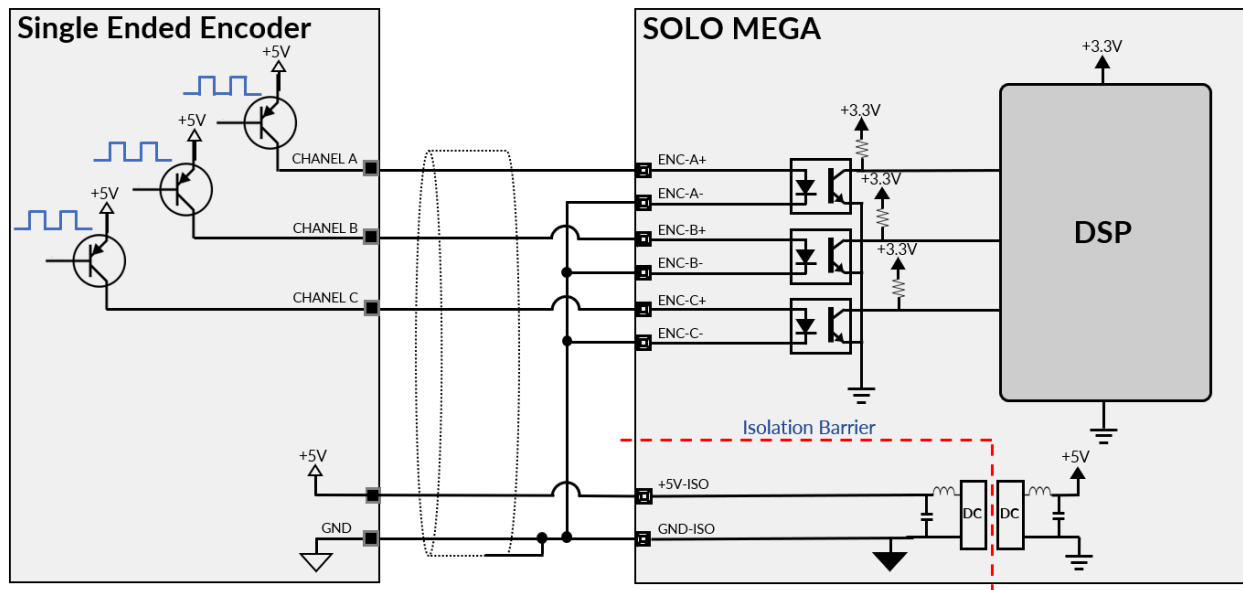 Single Ended Encoder
SOLO MEGA
+5V
+3.3V
+5V
+3.3V
CHANEL A
ENC-A+
+3.3V
+5V
ENC-A-
CHANEL B
ENC-B+
DSP
+3.3V
ENC-B-
CHANEL C
ENC-C+
ENC-C-
Isolation Barrier
+5V
+5V
+5V-ISO
DC
DC
GND
GND-ISO